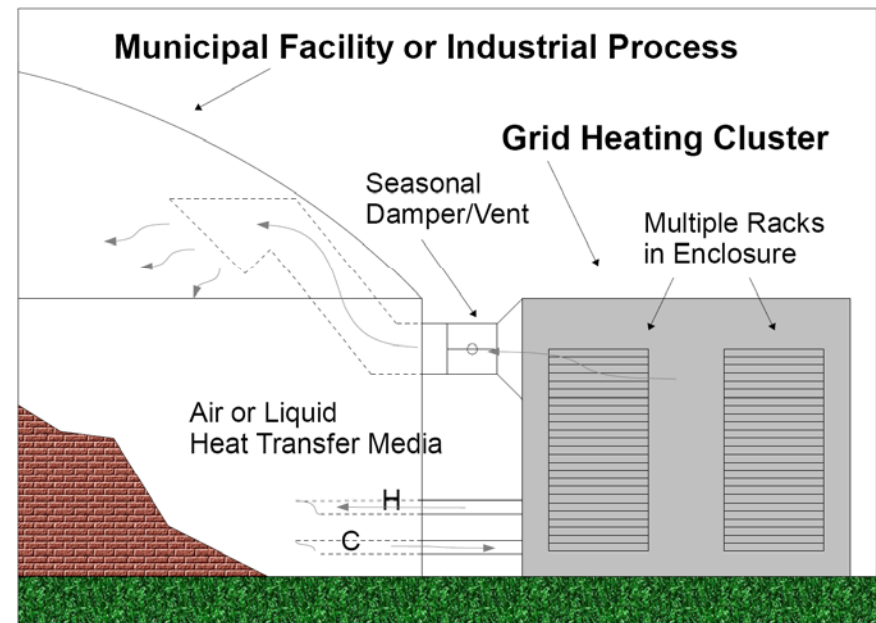 Municipal Facility or Industrial Process
Grid Heating Cluster
Seasonal
Damper/Vent
Multiple Racks
in Enclosure
Air or Liquid
Heat Transfer Media
H
C